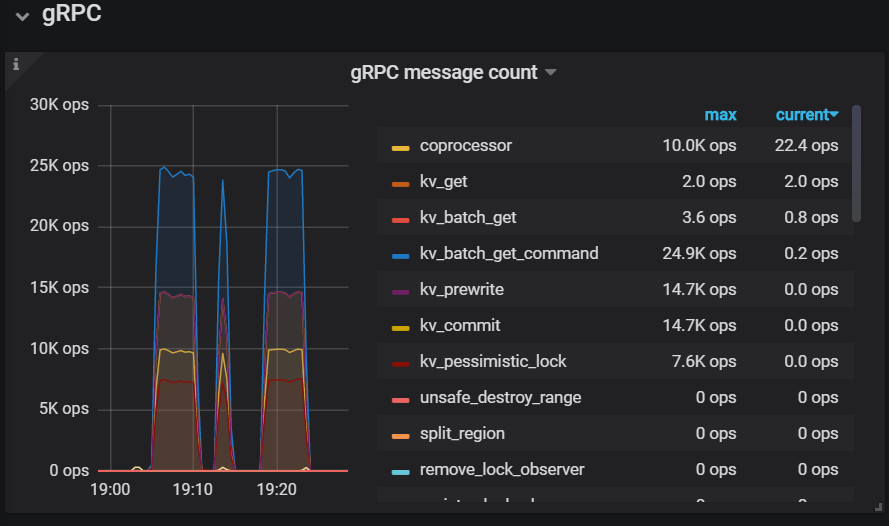 gRPC
i
gRPC message count
30K ops
25K ops
20K ops
15K ops
10K ops
5K ops
0 ops
19:00 19:10 19:20
max current
coprocessor 10.0K ops 22.4 ops
kv_get 2.0 ops 2.0 ops
kv_batch_get 3.6 ops 0.8 ops
kv_batch_get_command 24.9K ops 0.2 ops
kv_prewrite 14.7K ops 0.0 ops
kv_commit 14.7K ops 0.0 ops
kv_pessimistic_lock 7.6K ops 0.0 ops
unsafe_destroy_range 0 ops 0 ops
split_region 0 ops 0 ops
remove_lock_observer 0 ops 0 ops